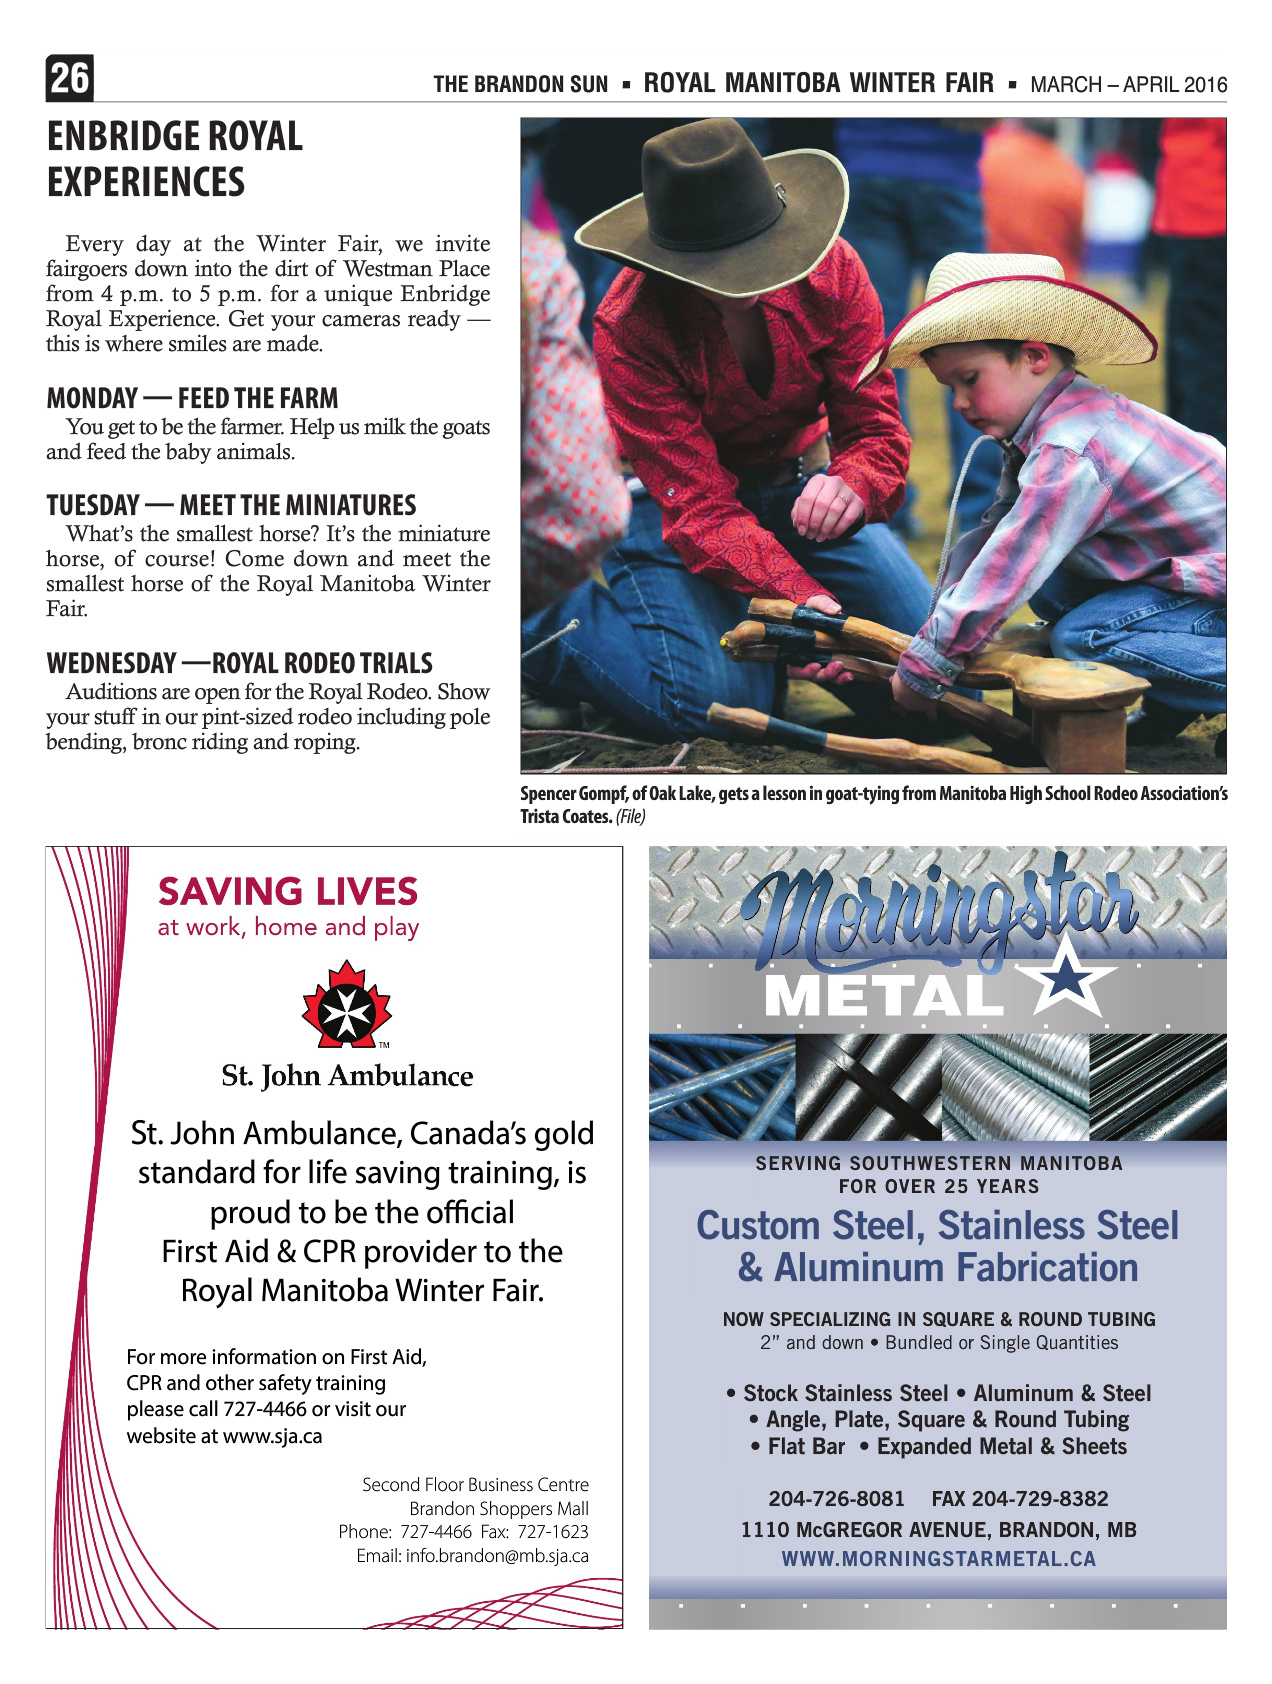 26
THE BRANDON SUN ▪ ROYAL MANITOBA WINTER FAIR ▪ MARCH – APRIL 2016
ENBRIDGE ROYAL
EXPERIENCES
Every day at the Winter Fair, we invite
fairgoers down into the dirt of Westman Place
from 4 p.m. to 5 p.m. for a unique Enbridge
Royal Experience. Get your cameras ready —
this is where smiles are made.
MONDAY — FEED THE FARM
You get to be the farmer. Help us milk the goats
and feed the baby animals.
TUESDAY — MEET THE MINIATURES
What's the smallest horse? It's the miniature
horse, of course! Come down and meet the
smallest horse of the Royal Manitoba Winter
Fair.
WEDNESDAY —ROYAL RODEO TRIALS
Auditions are open for the Royal Rodeo. Show
your stuff in our pint-sized rodeo including pole
bending, bronc riding and roping.
Spencer Gompf, of Oak Lake, gets a lesson in goat-tying from Manitoba High School Rodeo Association's
Trista Coates. (File)
SAVING LIVES
at work, home and play
TM
St. John Ambulance
St. John Ambulance, Canada's gold
standard for life saving training, is
proud to be the official
First Aid & CPR provider to the
Royal Manitoba Winter Fair.
For more information on First Aid,
CPR and other safety training
please call 727-4466 or visit our
website at www.sja.ca
Second Floor Business Centre
Brandon Shoppers Mall
Phone: 727-4466 Fax: 727-1623
Email: info.brandon@mb.sja.ca
Morningstar
METAL
SERVING SOUTHWESTERN MANITOBA
FOR OVER 25 YEARS
Custom Steel, Stainless Steel
& Aluminum Fabrication
NOW SPECIALIZING IN SQUARE & ROUND TUBING
2” and down • Bundled or Single Quantities
• Stock Stainless Steel • Aluminum & Steel
• Angle, Plate, Square & Round Tubing
• Flat Bar • Expanded Metal & Sheets
204-726-8081 FAX 204-729-8382
1110 McGREGOR AVENUE, BRANDON, MB
WWW.MORNINGSTARMETAL.CA